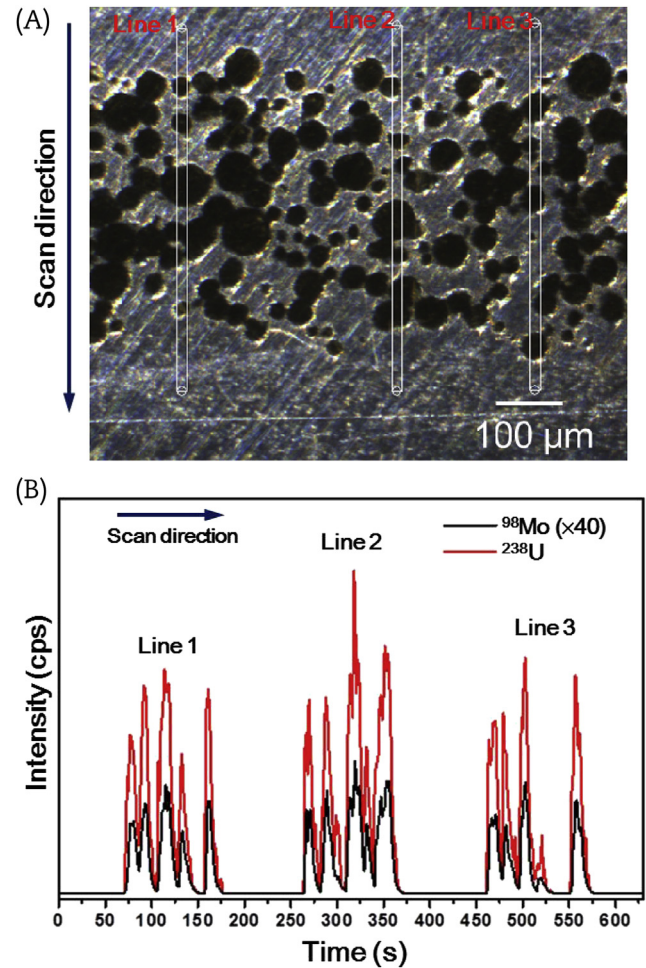 (A)
Line 1 Line 2 Line 3
Scan direction
100 μm
(B)
Scan direction
⁹⁸Mo (×40)
²³⁸U
Line 2
Line 1
Line 3
Intensity (cps)
0 50 100 150 200 250 300 350 400 450 500 550 600
Time (s)